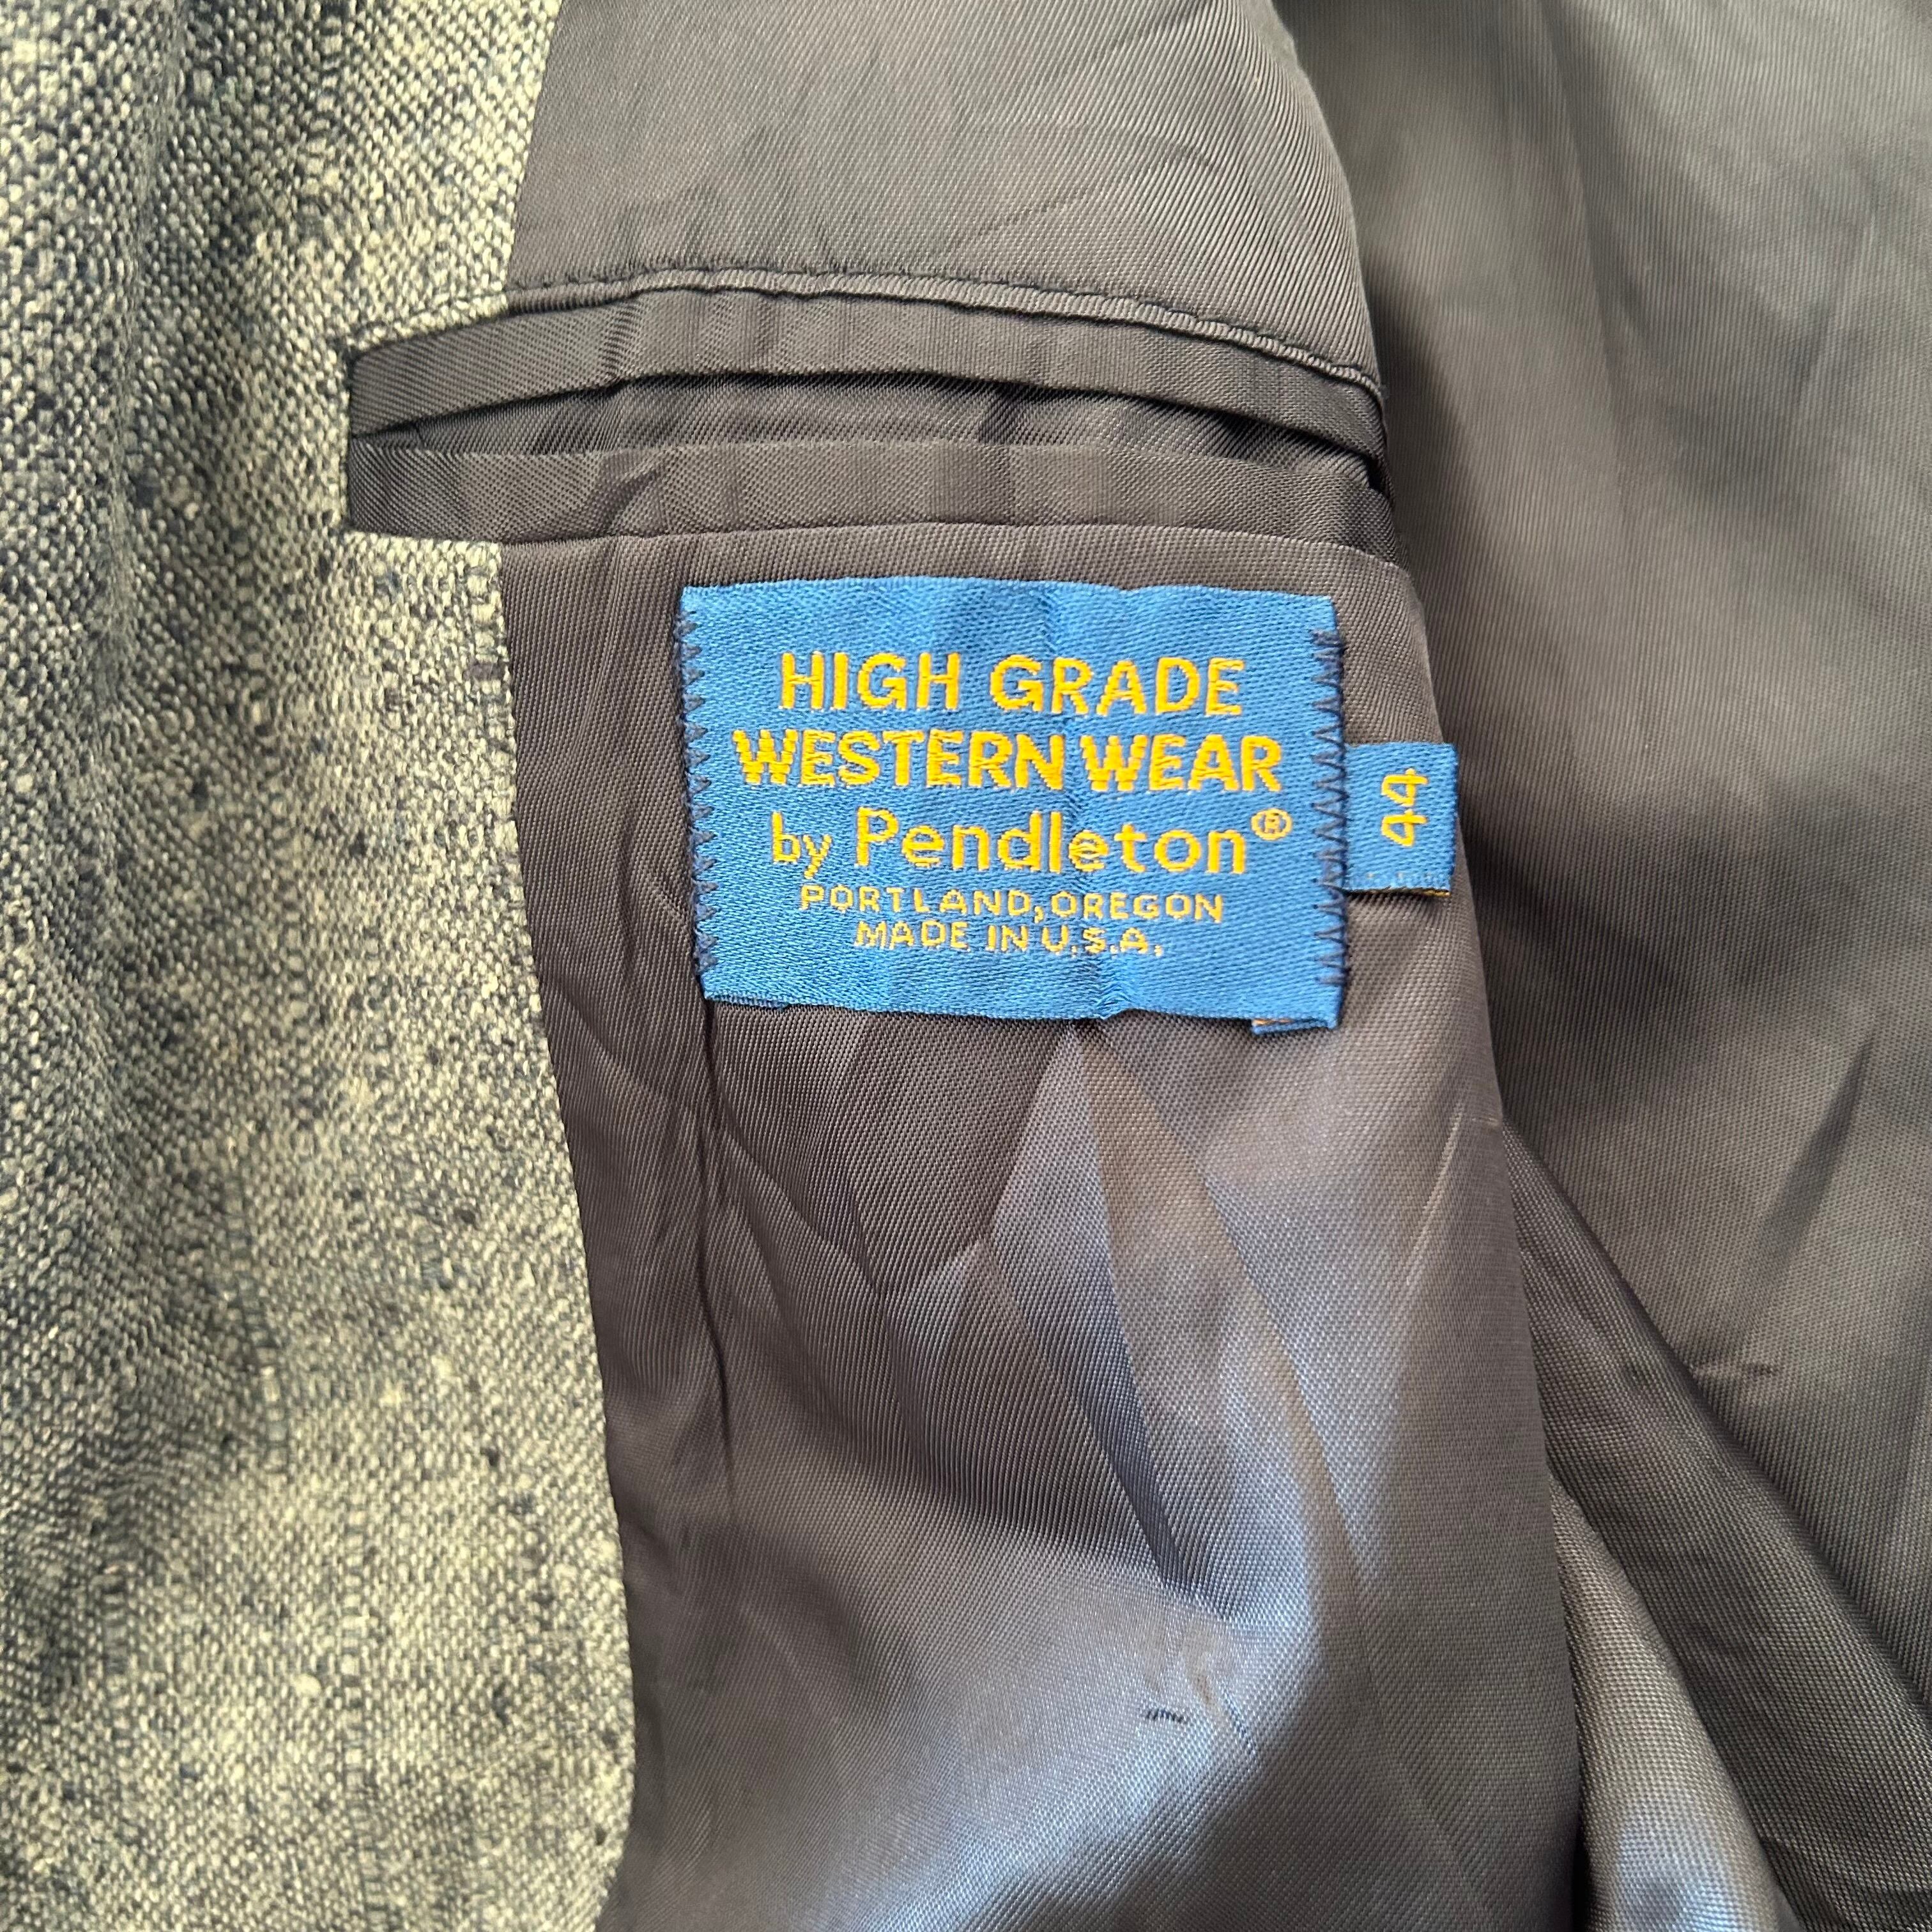 HIGH GRADE
WESTERN WEAR
by Pendleton®
PORTLAND, OREGON
MADE IN U.S.A.
44